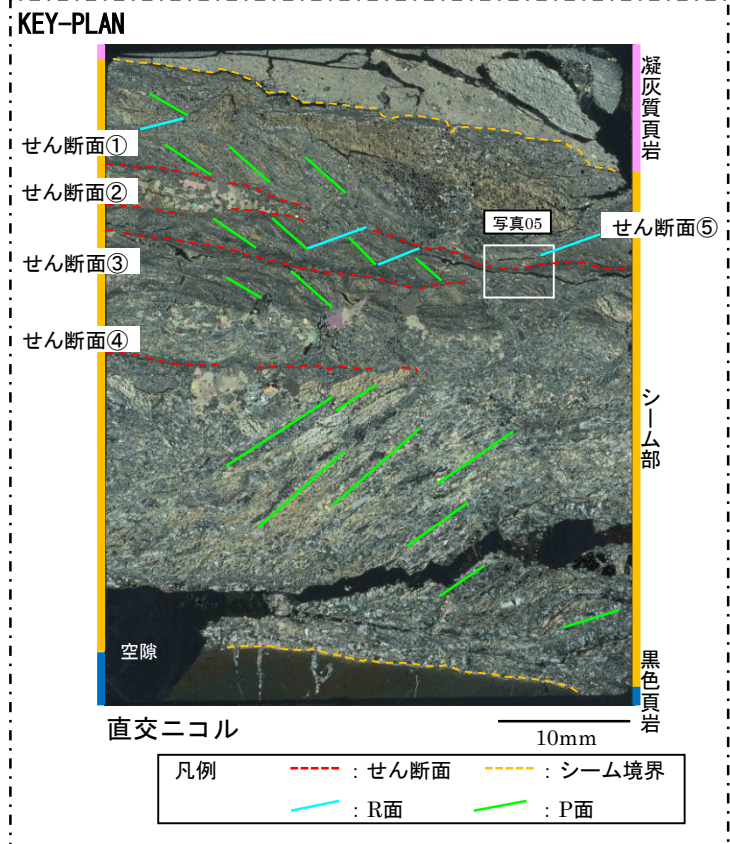 KEY-PLAN
凝灰質頁岩
せん断面①
せん断面②
写真05
せん断面⑤
せん断面③
せん断面④
シーム部
空隙
黒色頁岩
直交ニコル
10mm
凡例
：せん断面
：シーム境界
：R面
：P面